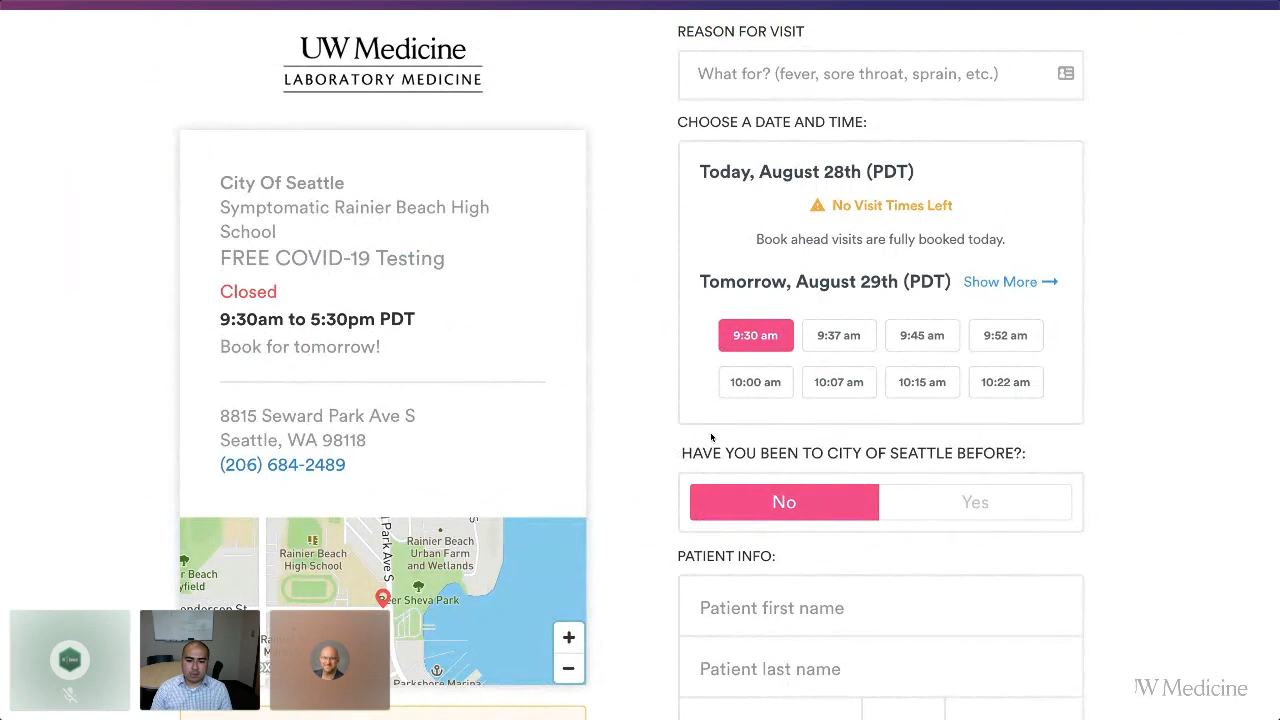 UW Medicine
LABORATORY MEDICINE
City Of Seattle
Symptomatic Rainier Beach High
School
FREE COVID-19 Testing
Closed
9:30am to 5:30pm PDT
Book for tomorrow!
8815 Seward Park Ave S
Seattle, WA 98118
(206) 684-2489
Rainier Beach
High School
Park Ave S
S
Rainier Beach
Urban Farm
and Wetlands
r Beach
yfield
enderson St
Beer Sheva Park
Parkshore Marina
+
−
REASON FOR VISIT
What for? (fever, sore throat, sprain, etc.)
CHOOSE A DATE AND TIME:
Today, August 28th (PDT)
No Visit Times Left
Book ahead visits are fully booked today.
Tomorrow, August 29th (PDT) Show More
9:30 am 9:37 am 9:45 am 9:52 am
10:00 am 10:07 am 10:15 am 10:22 am
HAVE YOU BEEN TO CITY OF SEATTLE BEFORE?:
No Yes
PATIENT INFO:
Patient first name
Patient last name
UW Medicine